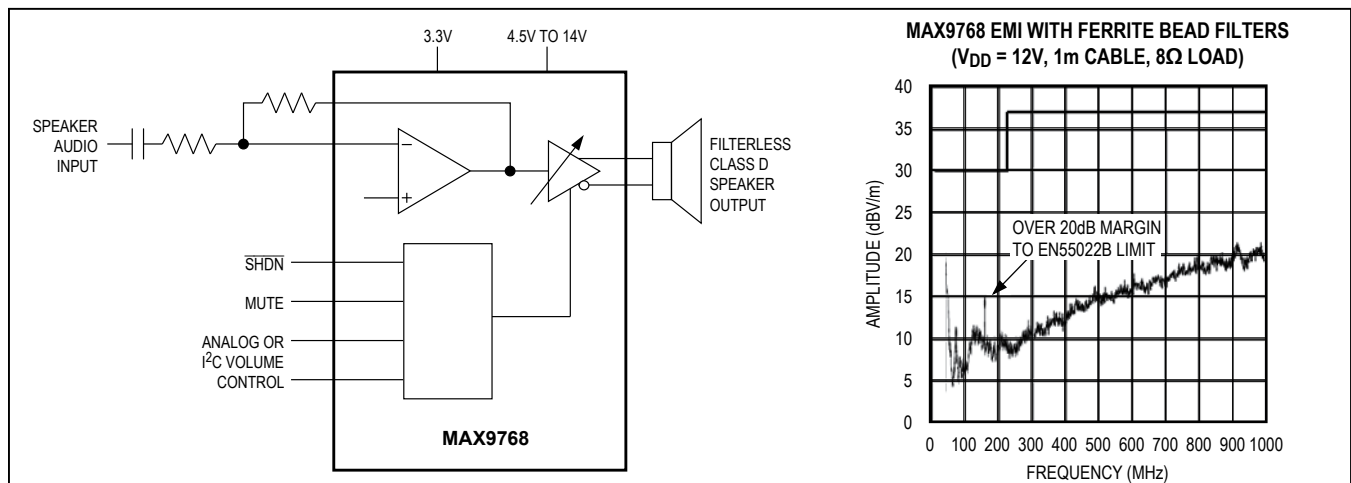 3.3V
4.5V TO 14V
SPEAKER
AUDIO
INPUT
−
+
FILTERLESS
CLASS D
SPEAKER
OUTPUT
SHDN
MUTE
ANALOG OR
I2C VOLUME
CONTROL
MAX9768
MAX9768 EMI WITH FERRITE BEAD FILTERS
(VDD = 12V, 1m CABLE, 8Ω LOAD)
AMPLITUDE (dBV/m)
40
35
30
25
20
15
10
5
0
OVER 20dB MARGIN
TO EN55022B LIMIT
0 100 200 300 400 500 600 700 800 900 1000
FREQUENCY (MHz)